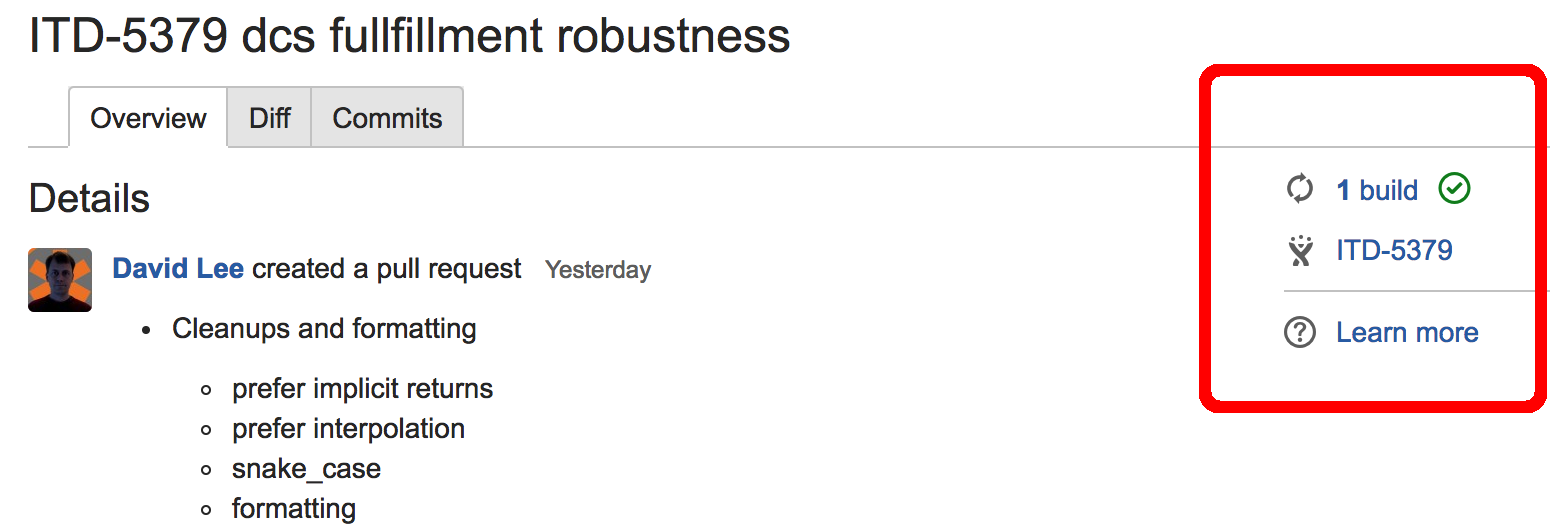 ITD-5379 dcs fullfillment robustness
Overview Diff Commits
Details
David Lee created a pull request Yesterday
Cleanups and formatting
prefer implicit returns
prefer interpolation
snake_case
formatting
1 build
ITD-5379
Learn more